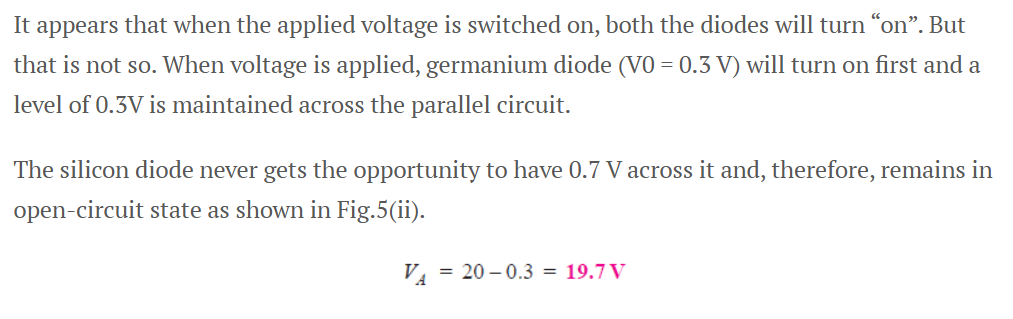 It appears that when the applied voltage is switched on, both the diodes will turn “on”. But
that is not so. When voltage is applied, germanium diode (V0 = 0.3 V) will turn on first and a
level of 0.3V is maintained across the parallel circuit.
The silicon diode never gets the opportunity to have 0.7 V across it and, therefore, remains in
open-circuit state as shown in Fig.5(ii).
V_A = 20 – 0.3 = 19.7 V